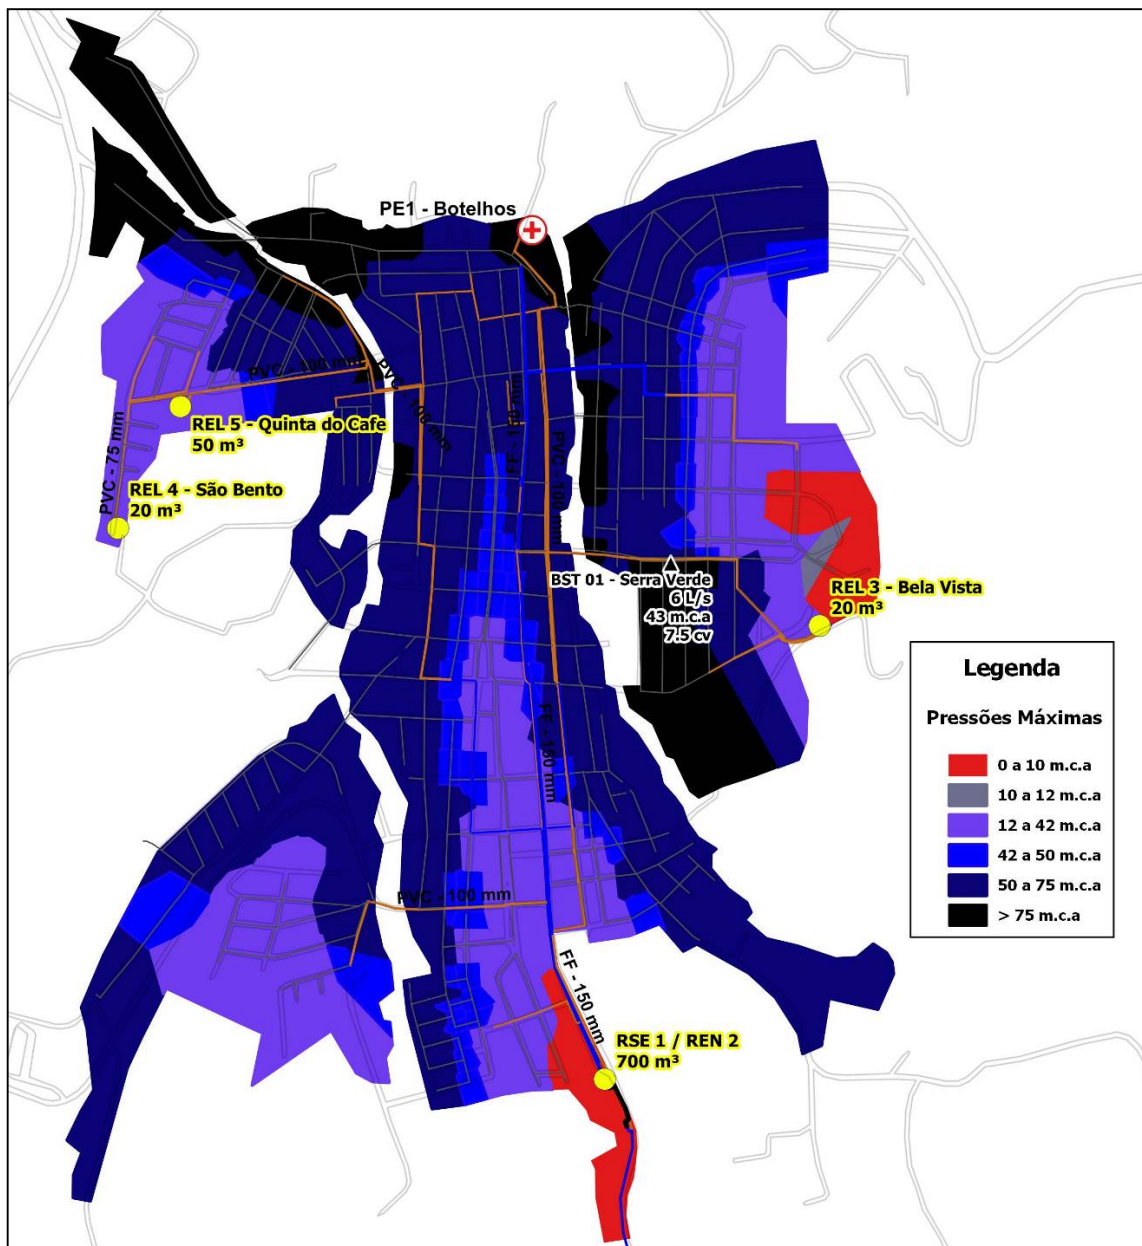 PE1 - Botelhos
PVC - 100 mm
PVC - 100 mm
FF - 150 mm
PVC - 100 mm
PVC - 75 mm
REL 5 - Quinta do Cafe
50 m³
REL 4 - São Bento
20 m³
BST 01 - Serra Verde
6 L/s
43 m.c.a
7.5 cv
REL 3 - Bela Vista
20 m³
Legenda
Pressões Máximas
0 a 10 m.c.a
10 a 12 m.c.a
12 a 42 m.c.a
42 a 50 m.c.a
50 a 75 m.c.a
> 75 m.c.a
FF - 150 mm
PVC - 100 mm
FF - 150 mm
RSE 1 / REN 2
700 m³